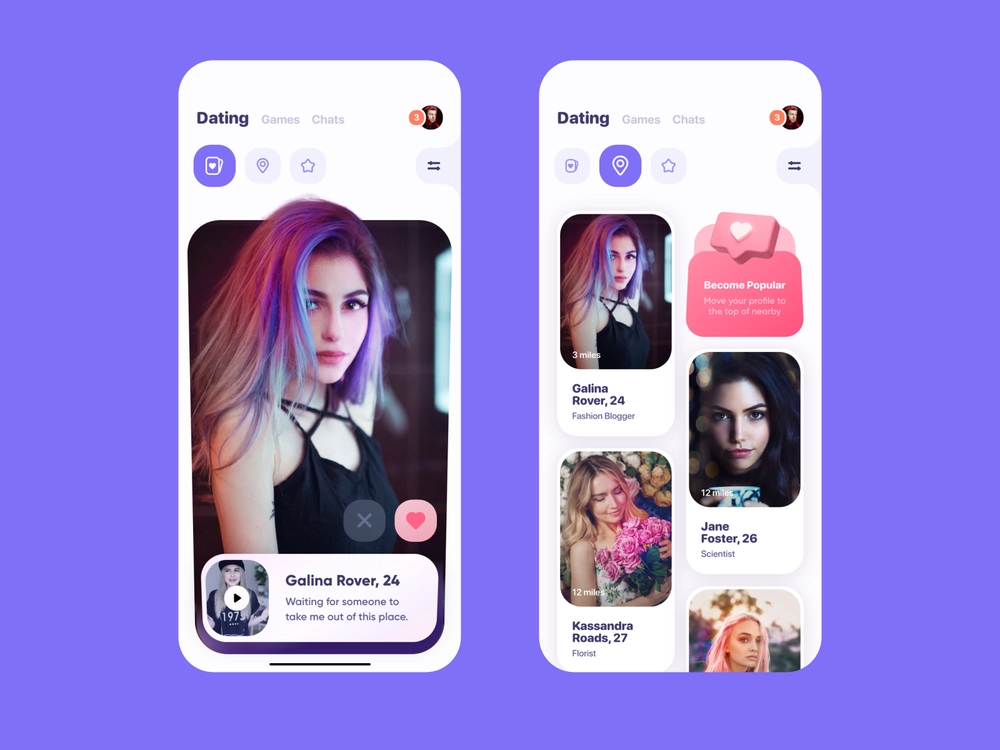 Dating Games Chats
3
1973
Galina Rover, 24
Waiting for someone to
take me out of this place.
Dating Games Chats
3
3 miles
Galina
Rover, 24
Fashion Blogger
Become Popular
Move your profile to
the top of nearby
12 miles
Jane
Foster, 26
Scientist
12 miles
Kassandra
Roads, 27
Florist